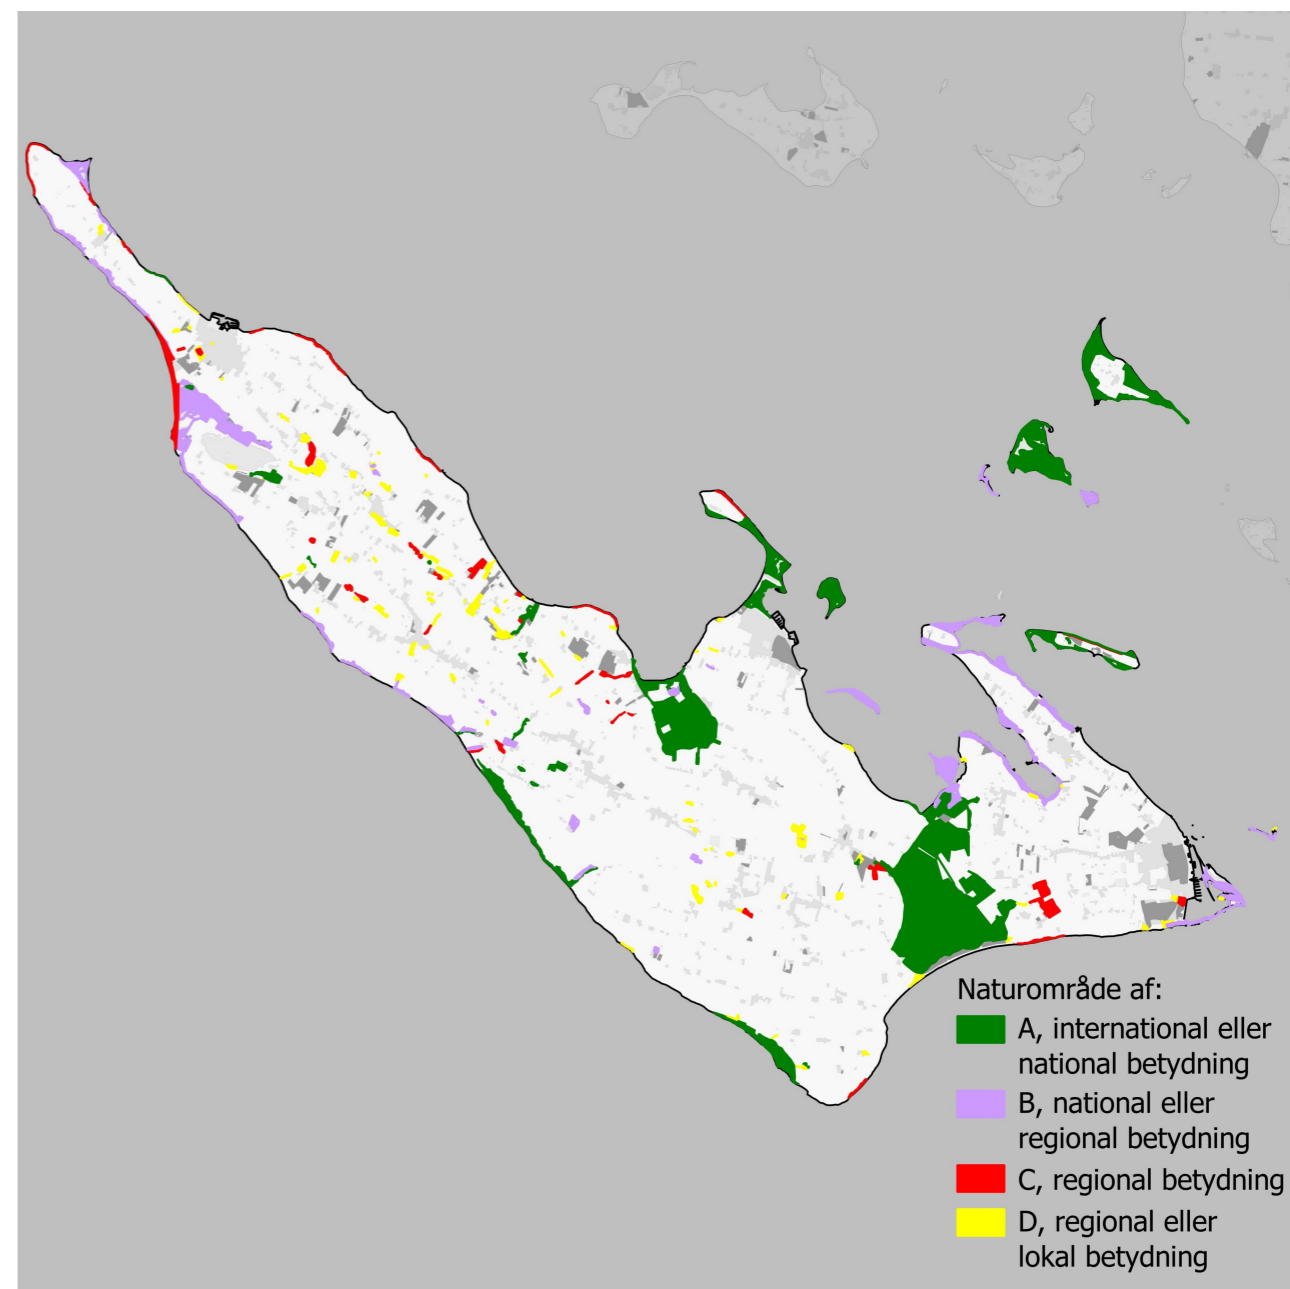 Naturområde af:
A, international eller
national betydning
B, national eller
regional betydning
C, regional betydning
D, regional eller
lokal betydning